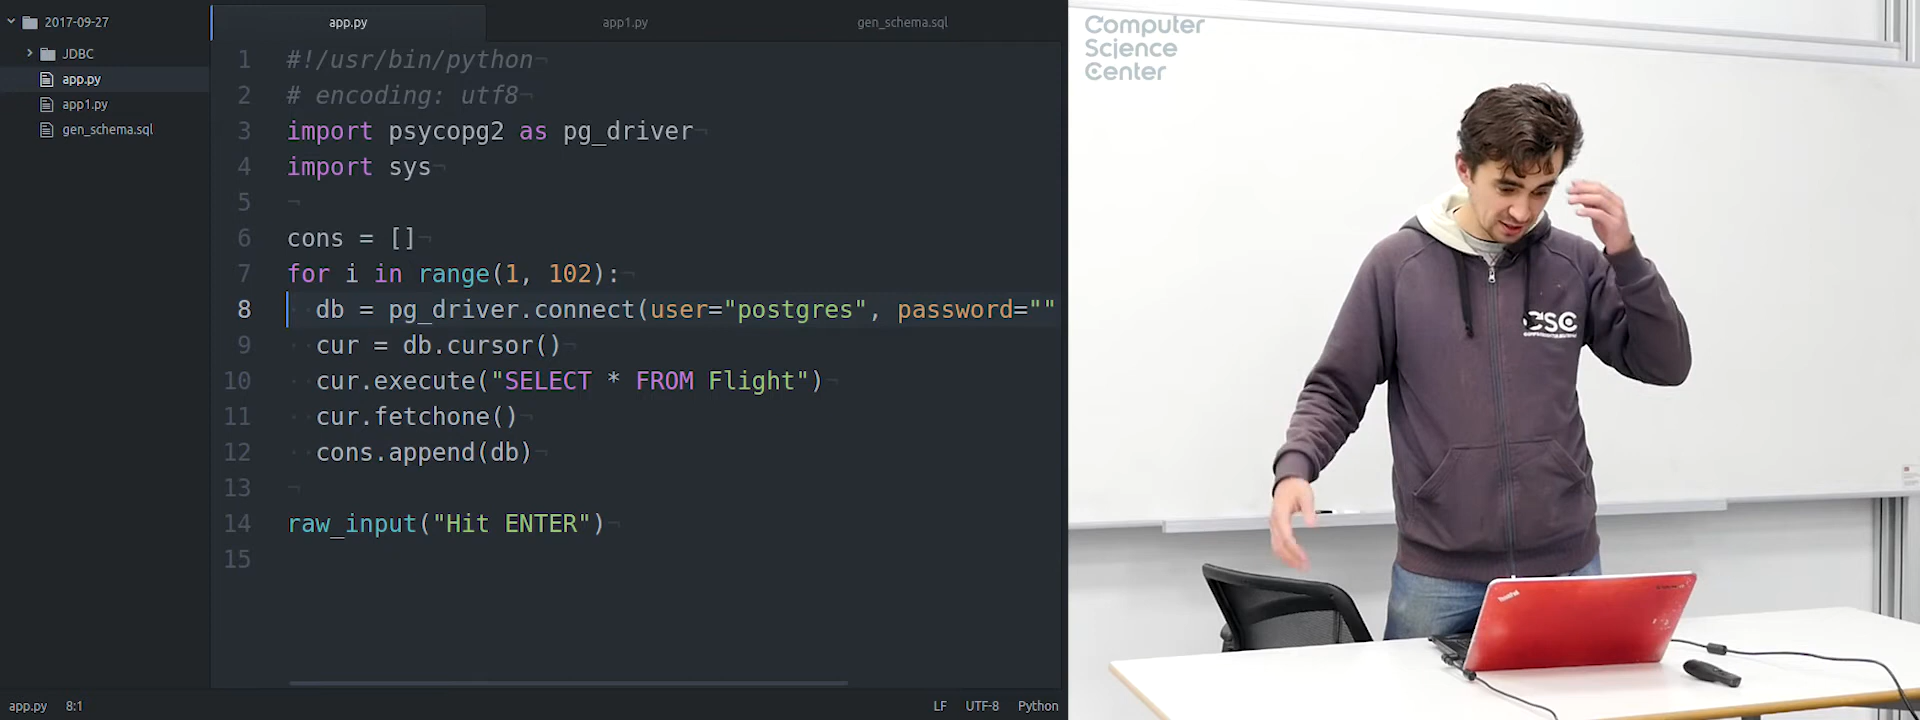 2017-09-27
JDBC
app.py
app1.py
gen_schema.sql
app.py
app1.py
gen_schema.sql
1 #!/usr/bin/python
2 # encoding: utf8
3 import psycopg2 as pg_driver
4 import sys
5
6 cons = []
7 for i in range(1, 102):
8 db = pg_driver.connect(user="postgres", password=""
9 cur = db.cursor()
10 cur.execute("SELECT * FROM Flight")
11 cur.fetchone()
12 cons.append(db)
13
14 raw_input("Hit ENTER")
15
app.py 8:1 LF UTF-8 Python
Computer
Science
Center
CSC
ThinkPad